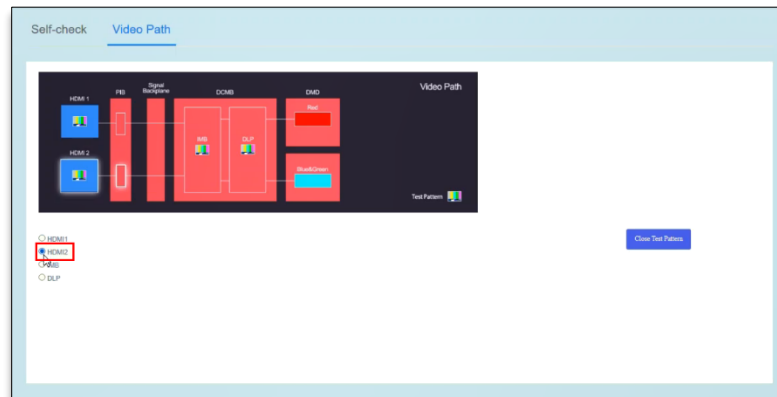 Self-check Video Path
Video Path
HDMI 1
PIB
Signal
Backplane
DCMB
DMD
Red
IMB
DLP
HDMI 2
Blue&Green
Test Pattern
HDMI1
HDMI2
IMB
DLP
Close Test Pattern